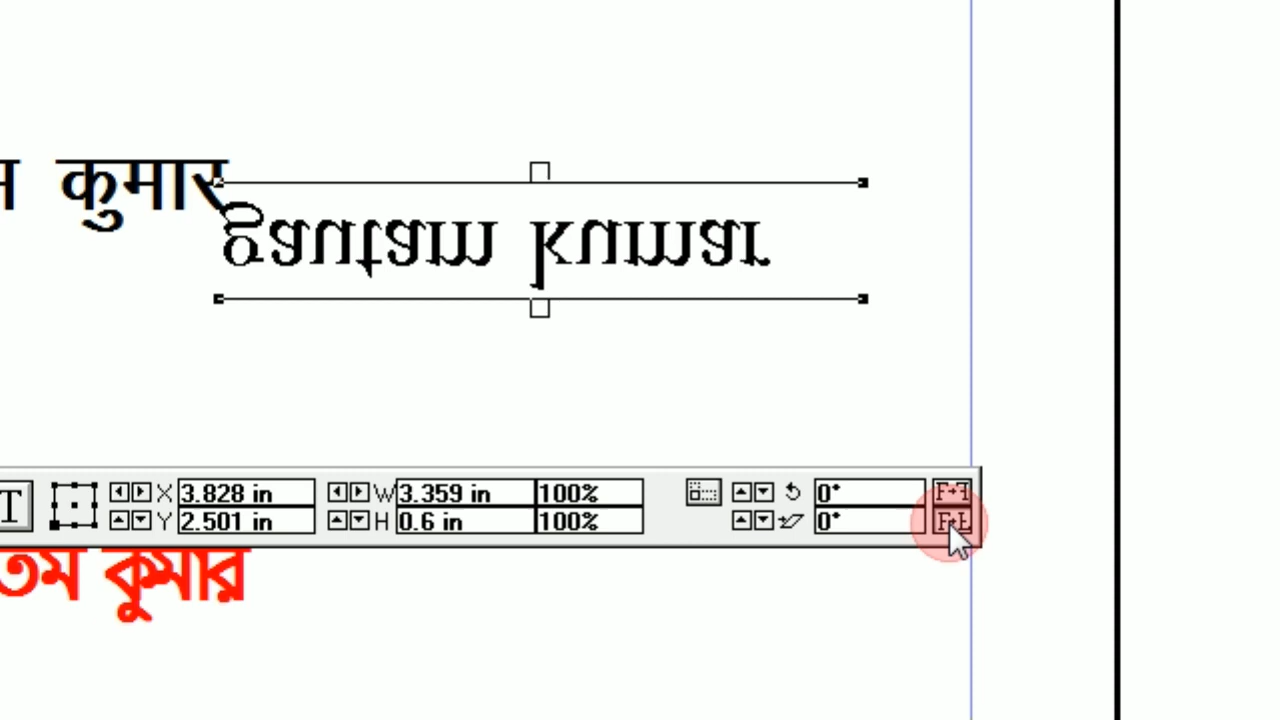 म कुमार
gautam kumar
T X 3.828 in W 3.359 in 100% 0°
Y 2.501 in H 0.6 in 100% 0°
তম কুমার